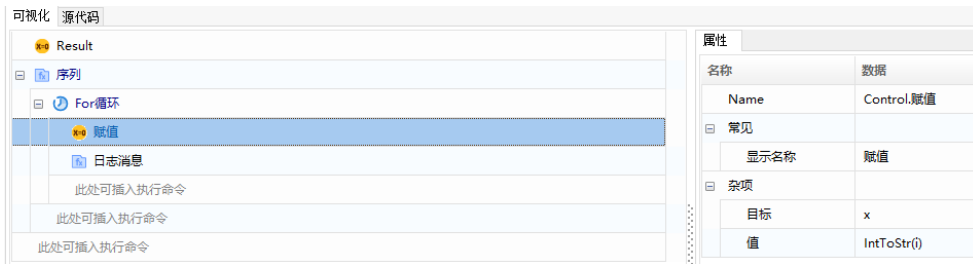 可视化 源代码
Result
序列
For循环
赋值
日志消息
此处可插入执行命令
此处可插入执行命令
此处可插入执行命令
属性
名称 数据
Name Control.赋值
常见
显示名称 赋值
杂项
目标 x
值 IntToStr(i)